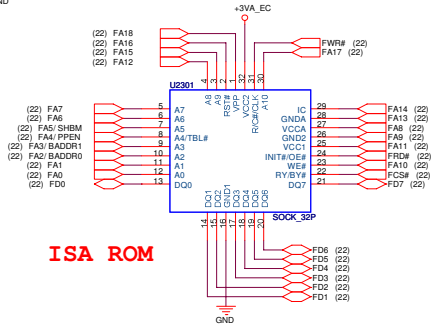 +3VA_EC
(22) FA18
(22) FA16
(22) FA15
(22) FA12
FWR# (22)
FA17 (22)
4 3 2 1 32 31 30
U2301
A8 A9 RST# VPP VCC2 R/C#/CLK A10
(22) FA7 5 A7
(22) FA6 6 A6
(22) FA5/ SHBM 7 A5
(22) FA4/ PPEN 8 A4/TBL#
(22) FA3/ BADDR1 9 A3
(22) FA2/ BADDR0 10 A2
(22) FA1 11 A1
(22) FA0 12 A0
(22) FD0 13 DQ0
IC 29 FA14 (22)
GNDA 28 FA13 (22)
VCCA 27 FA8 (22)
GND2 26 FA9 (22)
VCC1 25 FA11 (22)
INIT#/OE# 24 FRD# (22)
WE# 23 FA10 (22)
RY/BY# 22 FCS# (22)
DQ7 21 FD7 (22)
DQ1 DQ2 GND1 DQ3 DQ4 DQ5 DQ6
SOCK_32P
14 15 16 17 18 19 20
ISA ROM
FD6 (22)
FD5 (22)
FD4 (22)
FD3 (22)
FD2 (22)
FD1 (22)
GND